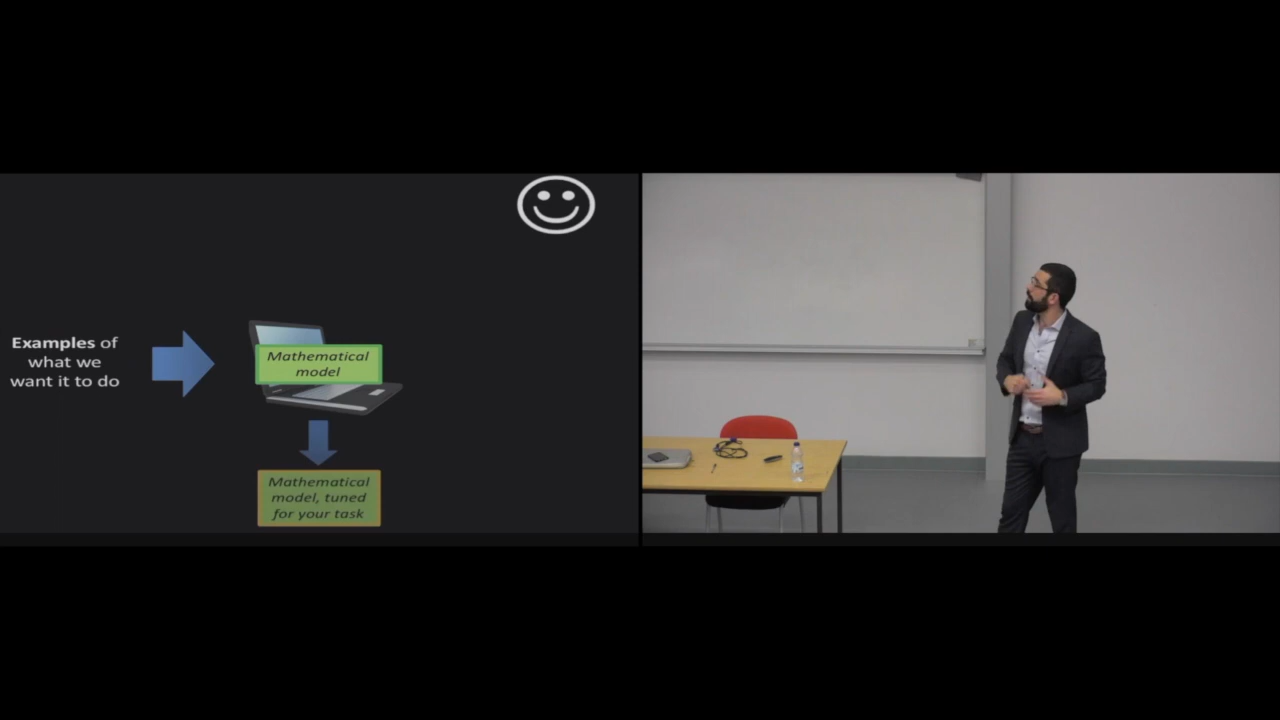 Examples of
what we
want it to do
Mathematical
model
Mathematical
model, tuned
for your task